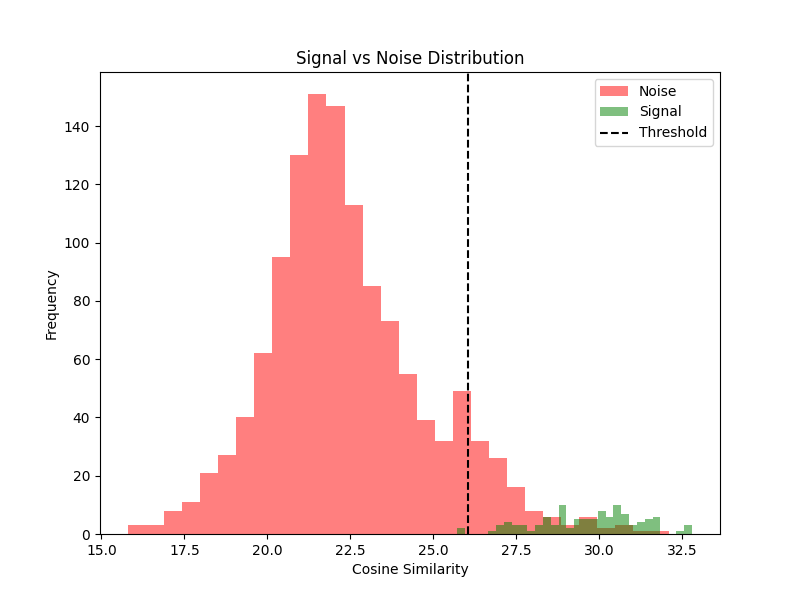 Signal vs Noise Distribution
Noise
Signal
Threshold
Frequency
140
120
100
80
60
40
20
0
15.0 17.5 20.0 22.5 25.0 27.5 30.0 32.5
Cosine Similarity